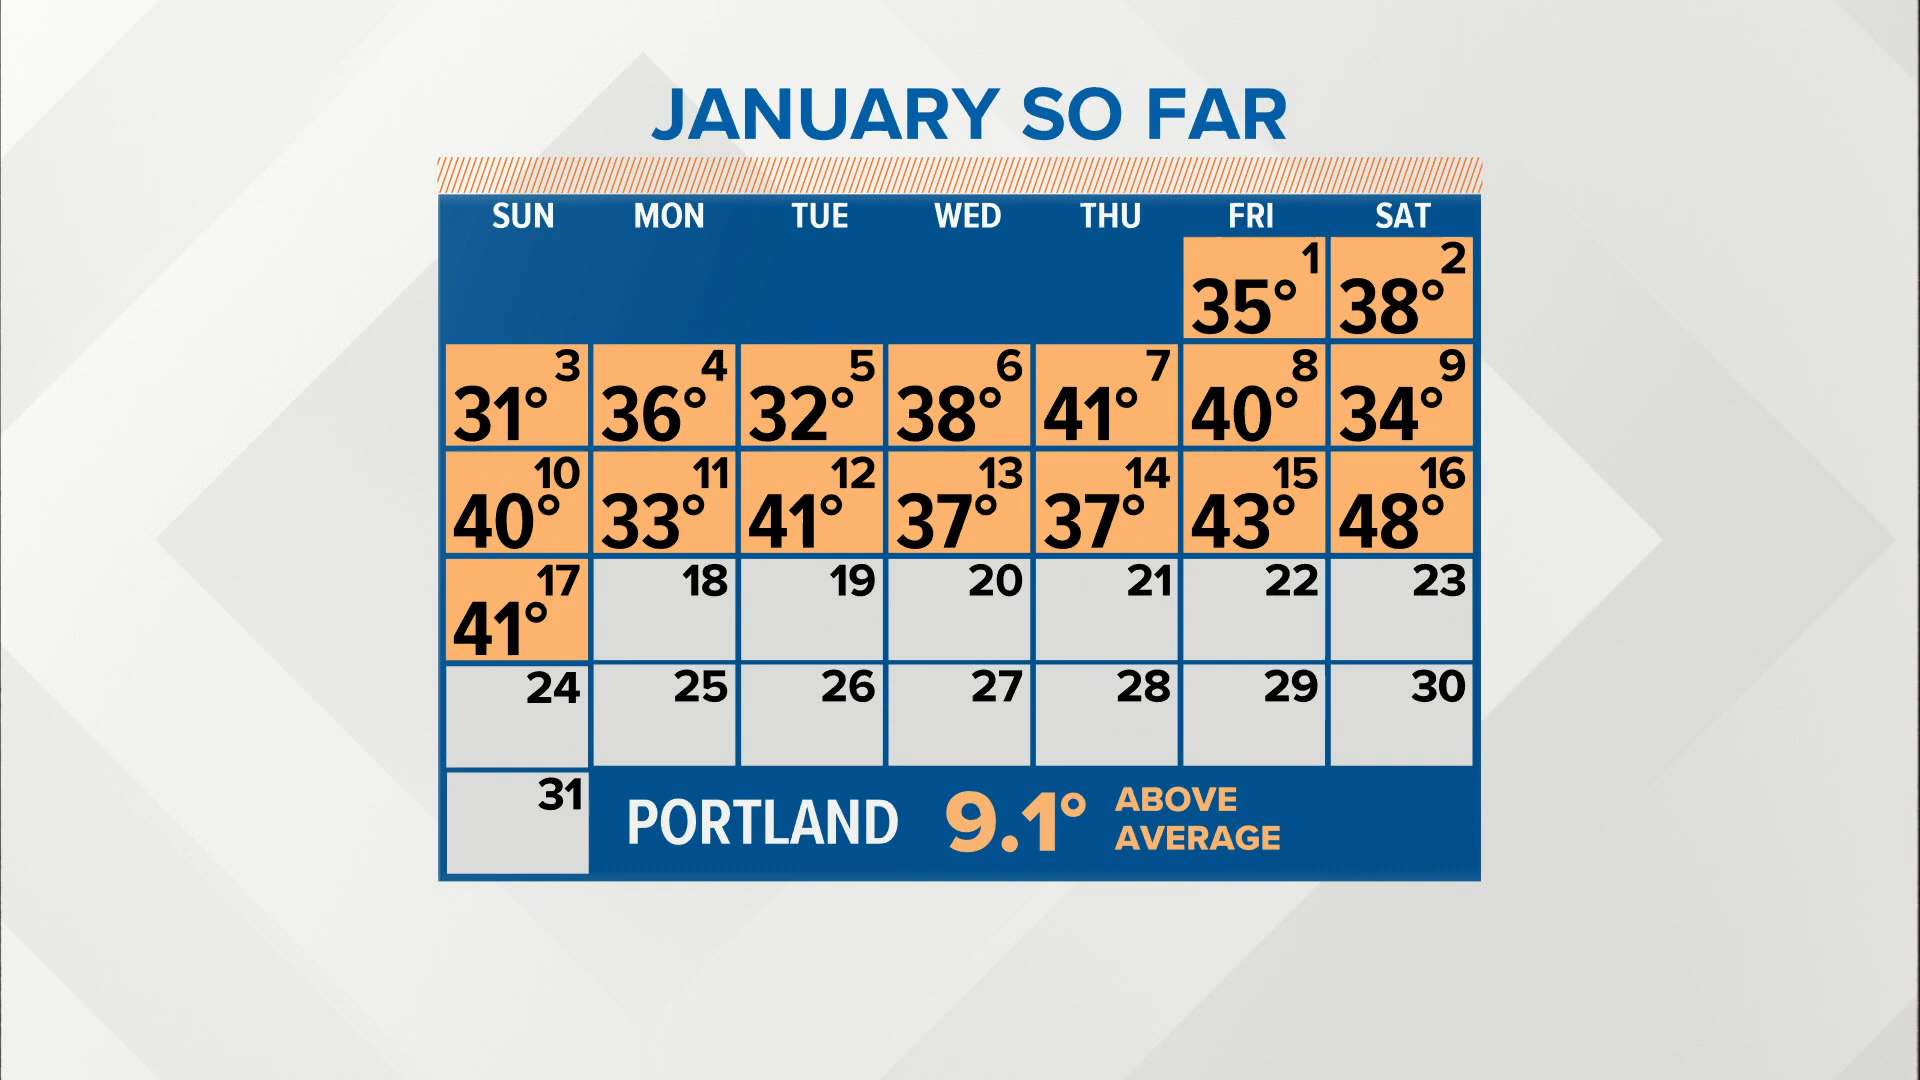 JANUARY SO FAR
SUN MON TUE WED THU FRI SAT
1 2
35° 38°
3 4 5 6 7 8 9
31° 36° 32° 38° 41° 40° 34°
10 11 12 13 14 15 16
40° 33° 41° 37° 37° 43° 48°
17 18 19 20 21 22 23
41°
24 25 26 27 28 29 30
31
PORTLAND 9.1° ABOVE
AVERAGE